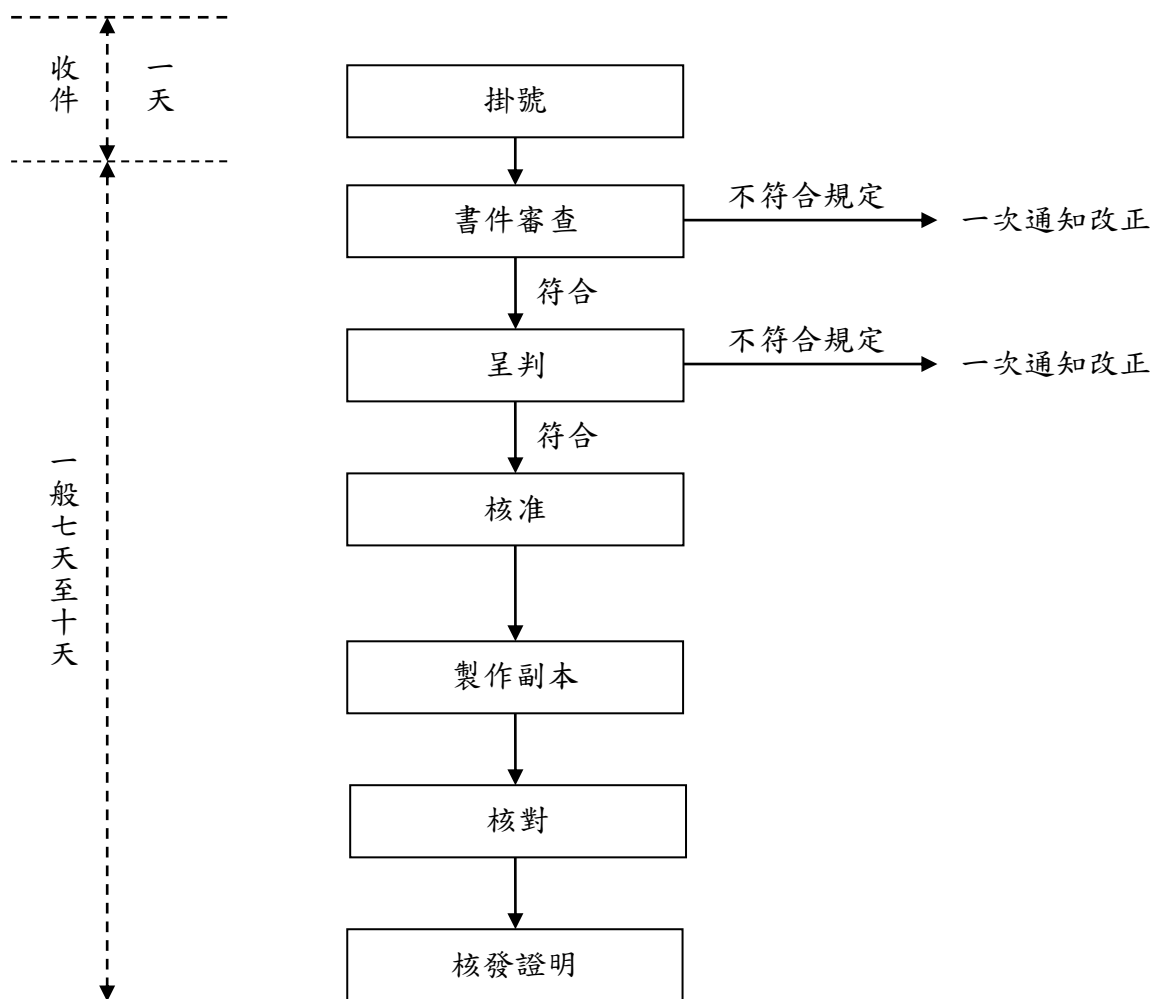 收件
一天
掛號
不符合規定
書件審查
一次通知改正
符合
不符合規定
呈判
一次通知改正
符合
一般七天至十天
核准
製作副本
核對
核發證明